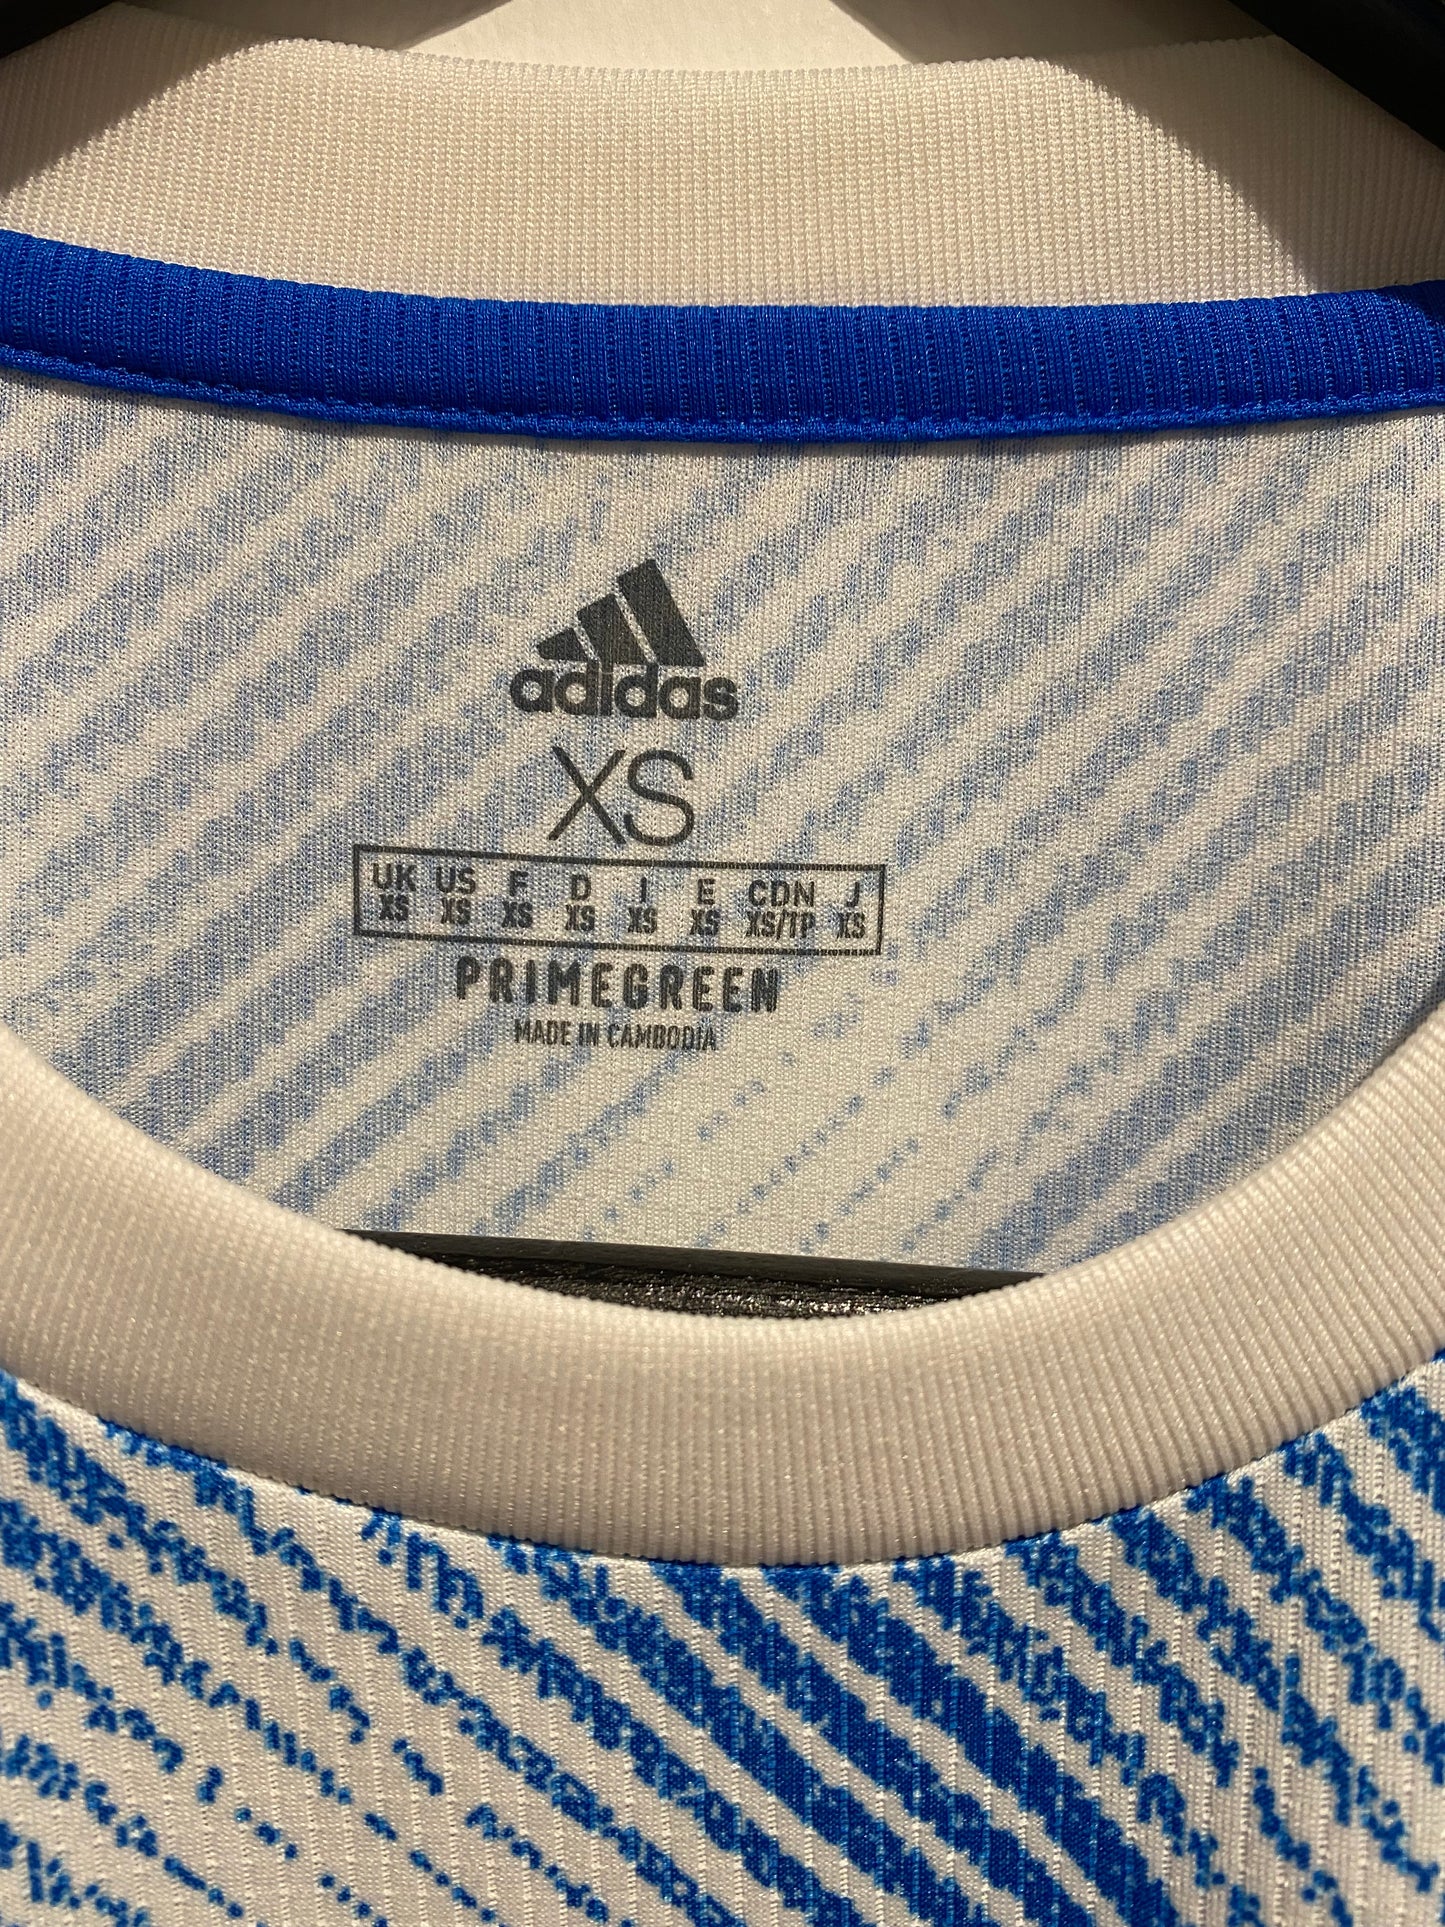 adidas
XS
UK US F D I E CDN J
XS XS XS XS XS XS XS/TP XS
PRIMEGREEN
MADE IN CAMBODIA